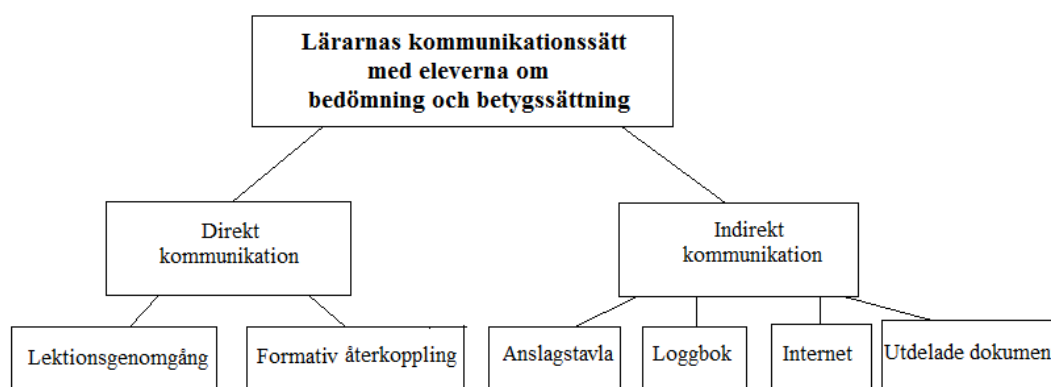 Lärarnas kommunikationssätt
med eleverna om
bedömning och betygssättning
Direkt
kommunikation
Indirekt
kommunikation
Lektionsgenomgång
Formativ återkoppling
Anslagstavla
Loggbok
Internet
Utdelade dokumen